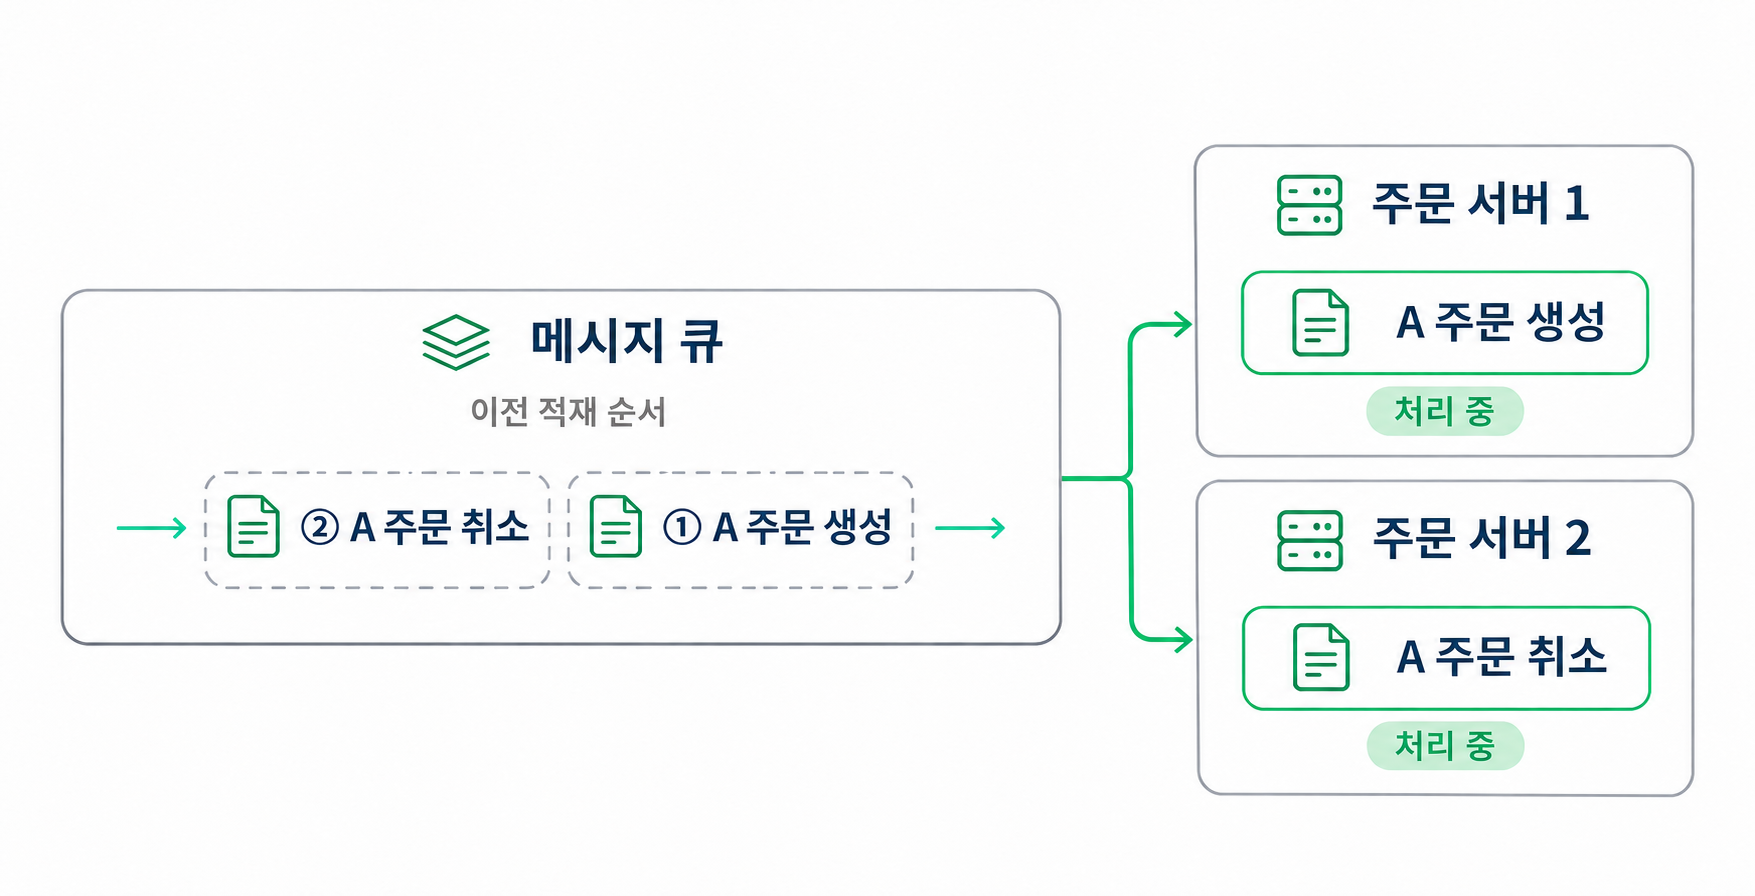 메시지 큐
이전 적재 순서
② A 주문 취소
① A 주문 생성
주문 서버 1
A 주문 생성
처리 중
주문 서버 2
A 주문 취소
처리 중